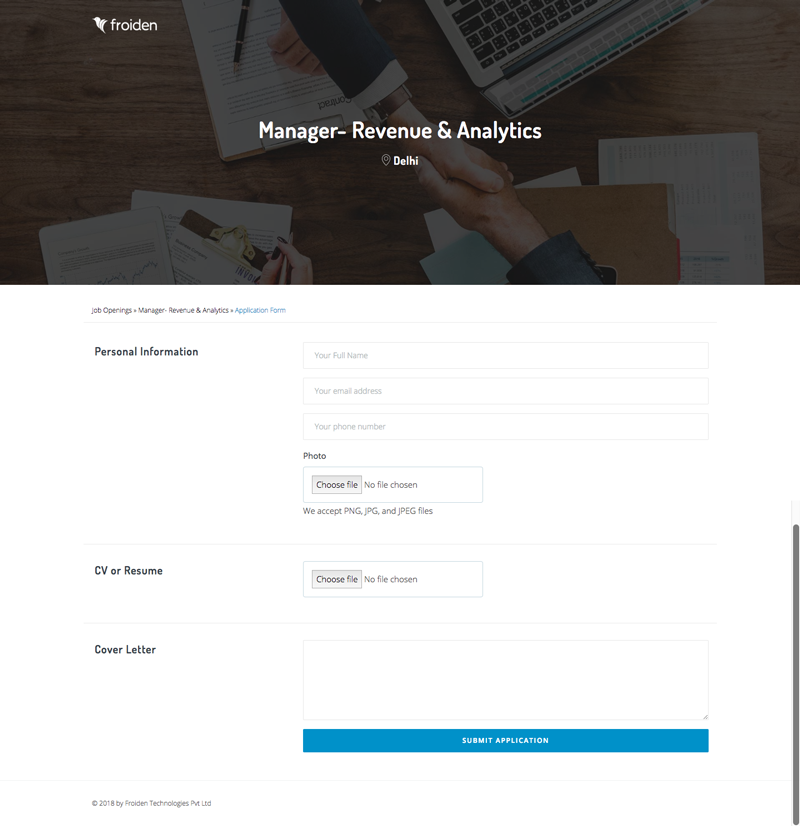 froiden
Contract
Manager- Revenue & Analytics
Delhi
INVO
Job Openings » Manager- Revenue & Analytics » Application Form
Personal Information
Your Full Name
Your email address
Your phone number
Photo
Choose file No file chosen
We accept PNG, JPG, and JPEG files
CV or Resume
Choose file No file chosen
Cover Letter
SUBMIT APPLICATION
© 2018 by Froiden Technologies Pvt Ltd